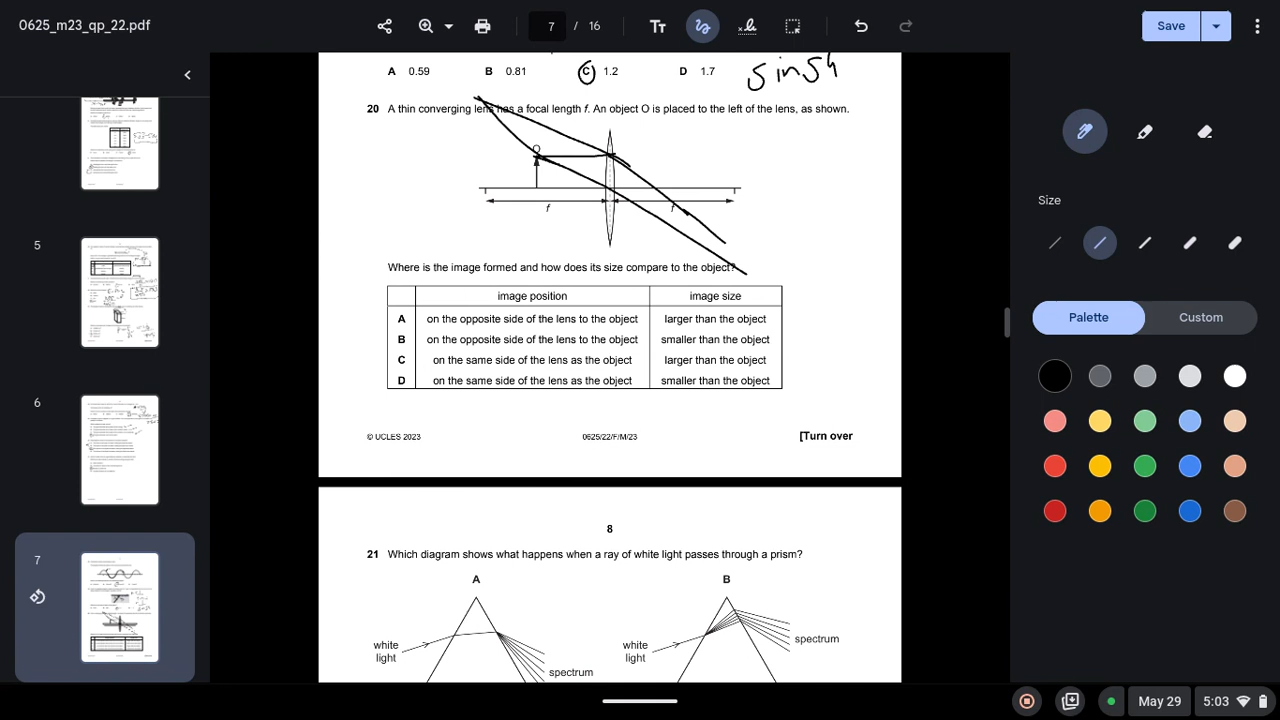 0625_m23_qp_22.pdf
7 / 16
Tт
Save
A 0.59 B 0.81 C 1.2 D 1.7
sin54
20 A thin converging lens has a focal length f. An object O is placed to the left of the lens, as shown.
O
f f
Where is the image formed and how does its size compare to the object?
image position image size
A on the opposite side of the lens to the object larger than the object
B on the opposite side of the lens to the object smaller than the object
C on the same side of the lens as the object larger than the object
D on the same side of the lens as the object smaller than the object
© UCLES 2023 0625/22/F/M/23 [Turn over
8
21 Which diagram shows what happens when a ray of white light passes through a prism?
A B
white light
spectrum
white light
spectrum
5
6
7
Size
Palette Custom
May 29 5:03